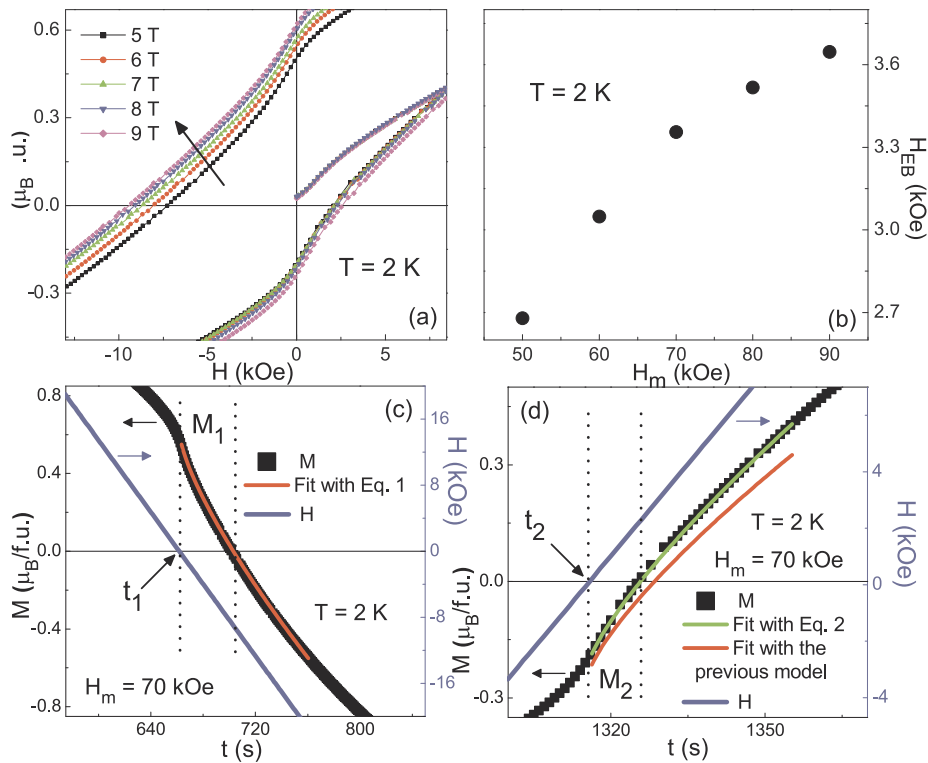 5 T
6 T
7 T
8 T
9 T
T = 2 K
(a)
0.6
0.3
0.0
-0.3
(μB .u.)
-10
-5
0
5
H (kOe)
T = 2 K
(b)
3.6
3.3
3.0
2.7
HEB (kOe)
50
60
70
80
90
Hm (kOe)
(c)
M1
M
Fit with Eq. 1
H
t1
T = 2 K
Hm = 70 kOe
0.8
0.4
0.0
-0.4
-0.8
M (μB/f.u.)
16
8
0
-8
-16
H (kOe)
640
720
800
t (s)
(d)
t2
T = 2 K
Hm = 70 kOe
M
Fit with Eq. 2
Fit with the
previous model
H
M2
0.3
0.0
-0.3
M (μB/f.u.)
4
0
-4
H (kOe)
1320
1350
t (s)